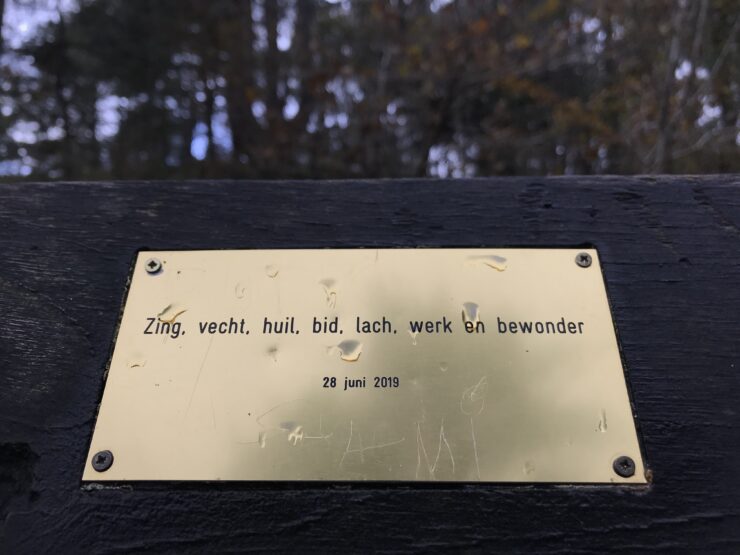 Zing, vecht, huil, bid, lach, werk en bewonder
28 juni 2019